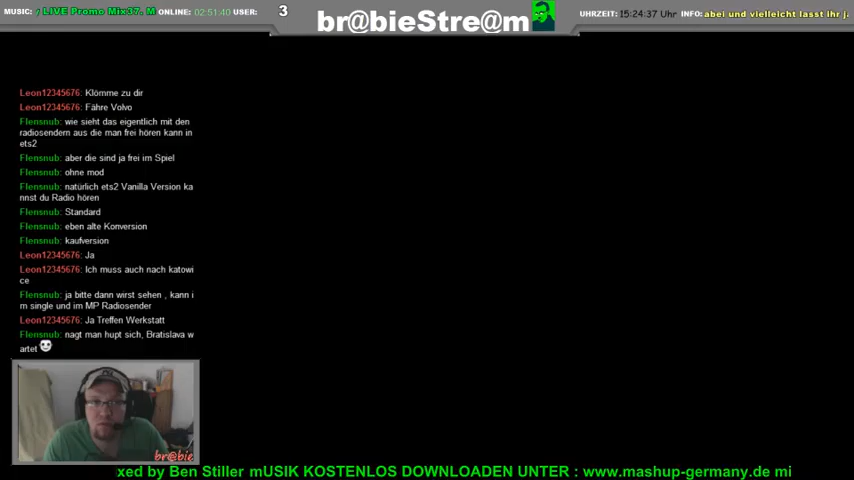 MUSIC: / LIVE Promo Mix37. M ONLINE: 02:51:40 USER: 3
br@bieStre@m
UHRZEIT: 15:24:37 Uhr INFO: abei und vielleicht lasst ihr j.
Leon12345676: Klömme zu dir
Leon12345676: Fähre Volvo
Flensnub: wie sieht das eigentlich mit den
radiosendern aus die man frei hören kann in
ets2
Flensnub: aber die sind ja frei im Spiel
Flensnub: ohne mod
Flensnub: natürlich ets2 Vanilla Version ka
nnst du Radio hören
Flensnub: Standard
Flensnub: eben alte Konversion
Flensnub: kaufversion
Leon12345676: Ja
Leon12345676: Ich muss auch nach katowi
ce
Flensnub: ja bitte dann wirst sehen , kann i
m single und im MP Radiosender
Leon12345676: Ja Treffen Werkstatt
Flensnub: nagt man hupt sich, Bratislava w
artet
br@bie
xed by Ben Stiller mUSIK KOSTENLOS DOWNLOADEN UNTER : www.mashup-germany.de mi